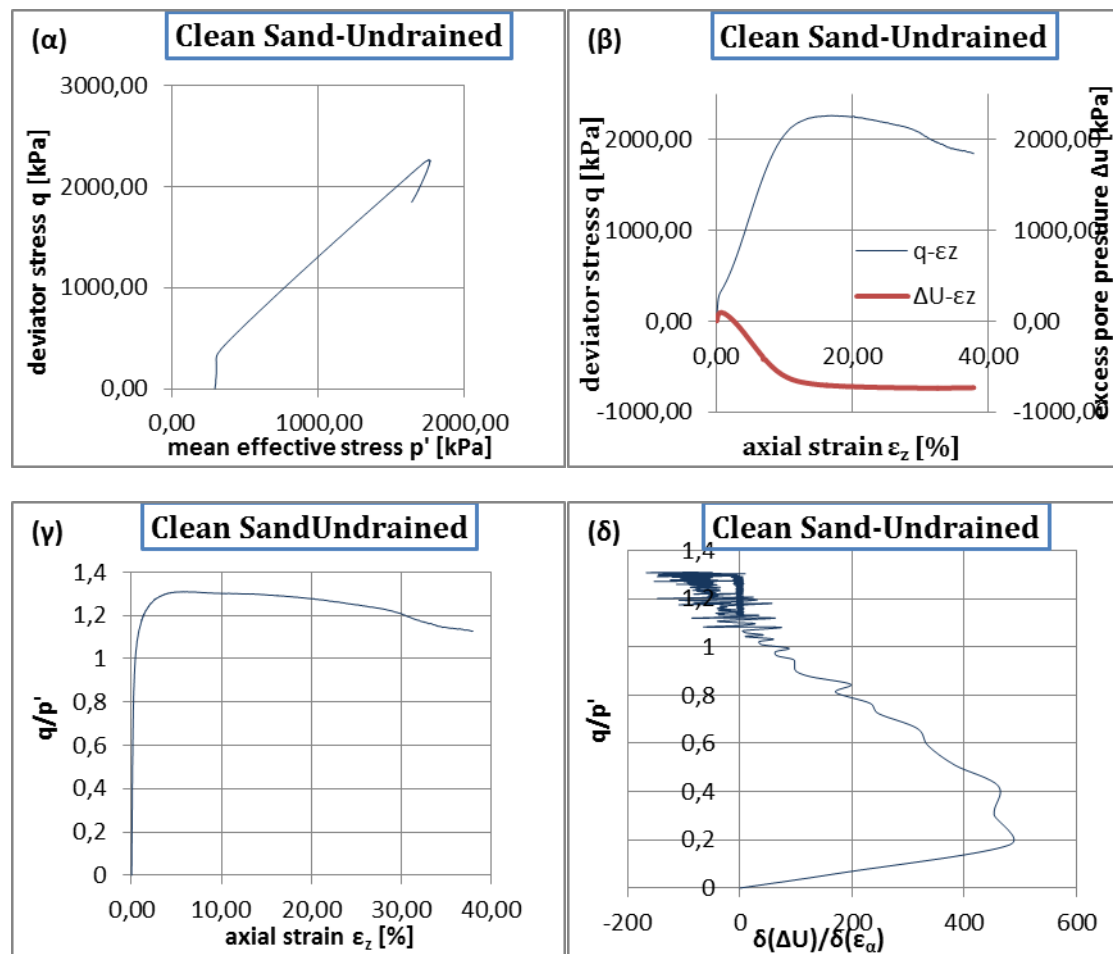 (α)
Clean Sand-Undrained
3000,00
2000,00
1000,00
0,00
0,00
1000,00
2000,00
deviator stress q [kPa]
mean effective stress p' [kPa]
(β)
Clean Sand-Undrained
2000,00
1000,00
0,00
-1000,00
2000,00
1000,00
0,00
-1000,00
0,00
20,00
40,00
q-εz
ΔU-εz
deviator stress q [kPa]
excess pore presure Δu [kPa]
axial strain εz [%]
(γ)
Clean SandUndrained
1,4
1,2
1
0,8
0,6
0,4
0,2
0
0,00
10,00
20,00
30,00
40,00
q/p'
axial strain εz [%]
(δ)
Clean Sand-Undrained
1,4
1,2
1
0,8
0,6
0,4
0,2
0
-200
0
200
400
600
q/p'
δ(ΔU)/δ(εα)